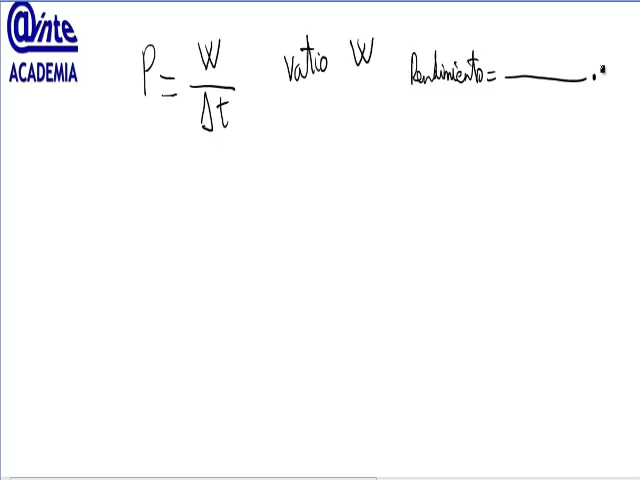 @inte
ACADEMIA
P = W / Δt vatio W Rendimiento = ———— ·